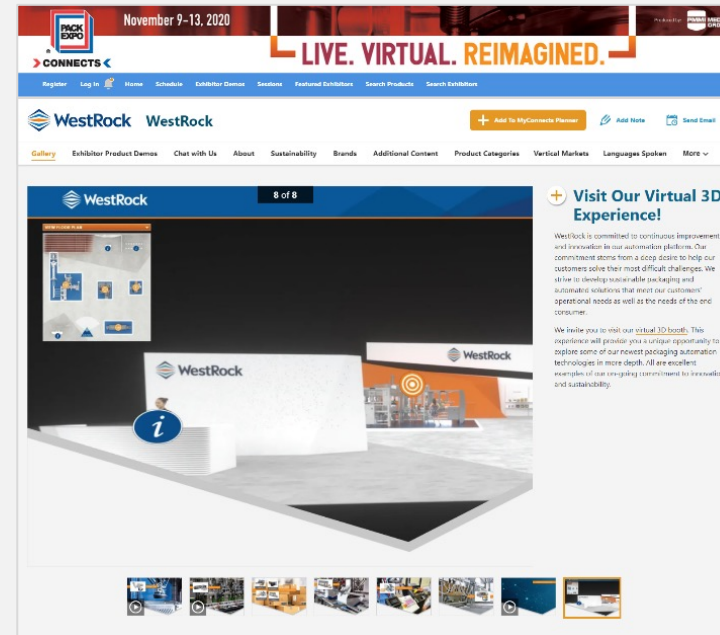 November 9-13, 2020
PACK
EXPO
CONNECTS
LIVE. VIRTUAL. REIMAGINED.
Produced by:
Register Log In Home Schedule Exhibitor Demos Sessions Featured Exhibitors Search Products Search Exhibitors
WestRock WestRock
Add To MyConnects Planner Add Note Send Email
Gallery Exhibitor Product Demos Chat with Us About Sustainability Brands Additional Content Product Categories Vertical Markets Languages Spoken More
WestRock
8 of 8
WestRock
WestRock
i
Visit Our Virtual 3D
Experience!
WestRock is committed to continuous improvement
and innovation in our automation platform. Our
commitment stems from a deep desire to help our
customers solve their most difficult challenges. We
strive to develop sustainable packaging and
automated solutions that meet our customers'
operational needs as well as the needs of the end
consumer.
We invite you to visit our virtual 3D booth. This
experience will provide you a unique opportunity to
explore some of our newest packaging automation
technologies in more depth. All are excellent
examples of our on-going commitment to innovation
and sustainability.